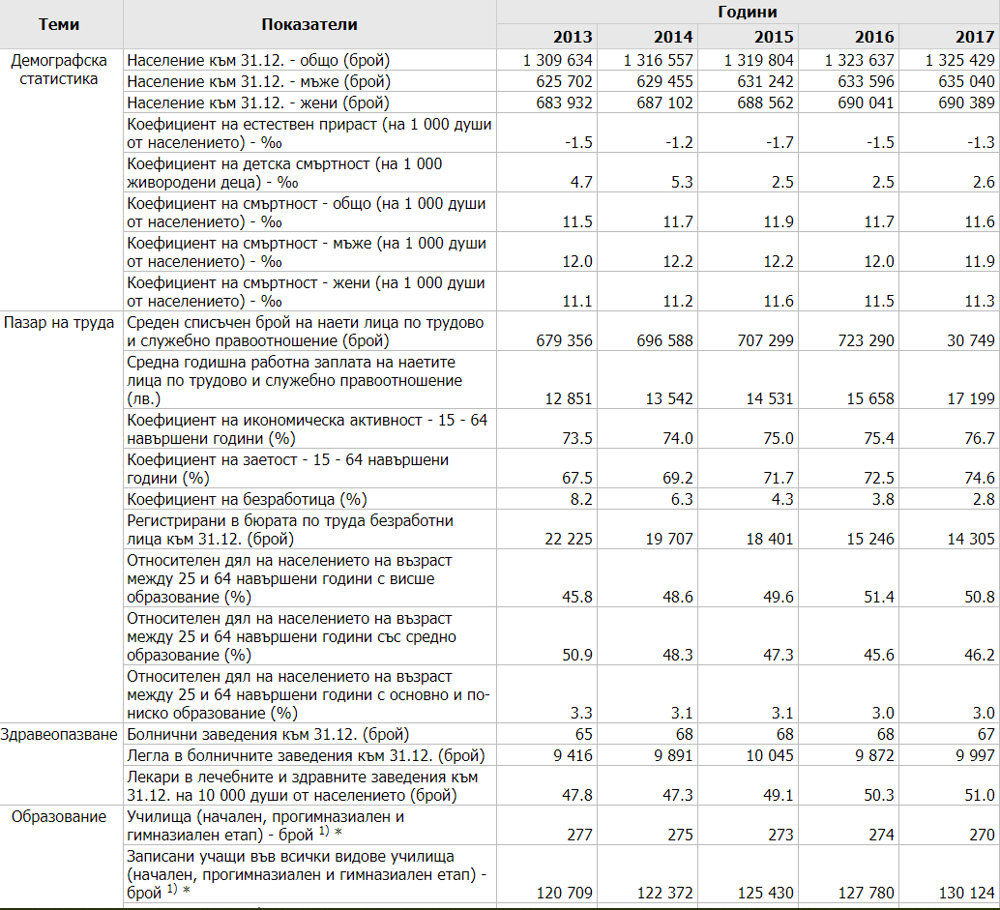 Теми Показатели Години
2013 2014 2015 2016 2017
Демографска Население към 31.12. - общо (брой) 1 309 634 1 316 557 1 319 804 1 323 637 1 325 429
статистика Население към 31.12. - мъже (брой) 625 702 629 455 631 242 633 596 635 040
Население към 31.12. - жени (брой) 683 932 687 102 688 562 690 041 690 389
Коефициент на естествен прираст (на 1 000 души
от населението) - ‰ -1.5 -1.2 -1.7 -1.5 -1.3
Коефициент на детска смъртност (на 1 000
живородени деца) - ‰ 4.7 5.3 2.5 2.5 2.6
Коефициент на смъртност - общо (на 1 000 души
от населението) - ‰ 11.5 11.7 11.9 11.7 11.6
Коефициент на смъртност - мъже (на 1 000 души
от населението) - ‰ 12.0 12.2 12.2 12.0 11.9
Коефициент на смъртност - жени (на 1 000 души
от населението) - ‰ 11.1 11.2 11.6 11.5 11.3
Пазар на труда Среден списъчен брой на наети лица по трудово
и служебно правоотношение (брой) 679 356 696 588 707 299 723 290 30 749
Средна годишна работна заплата на наетите
лица по трудово и служебно правоотношение
(лв.) 12 851 13 542 14 531 15 658 17 199
Коефициент на икономическа активност - 15 - 64
навършени години (%) 73.5 74.0 75.0 75.4 76.7
Коефициент на заетост - 15 - 64 навършени
години (%) 67.5 69.2 71.7 72.5 74.6
Коефициент на безработица (%) 8.2 6.3 4.3 3.8 2.8
Регистрирани в бюрата по труда безработни
лица към 31.12. (брой) 22 225 19 707 18 401 15 246 14 305
Относителен дял на населението на възраст
между 25 и 64 навършени години с висше
образование (%) 45.8 48.6 49.6 51.4 50.8
Относителен дял на населението на възраст
между 25 и 64 навършени години със средно
образование (%) 50.9 48.3 47.3 45.6 46.2
Относителен дял на населението на възраст
между 25 и 64 навършени години с основно и по-
ниско образование (%) 3.3 3.1 3.1 3.0 3.0
Здравеопазване Болнични заведения към 31.12. (брой) 65 68 68 68 67
Легла в болничните заведения към 31.12. (брой) 9 416 9 891 10 045 9 872 9 997
Лекари в лечебните и здравните заведения към
31.12. на 10 000 души от населението (брой) 47.8 47.3 49.1 50.3 51.0
Образование Училища (начален, прогимназиален и
гимназиален етап) - брой 1) * 277 275 273 274 270
Записани учащи във всички видове училища
(начален, прогимназиален и гимназиален етап) -
брой 1) * 120 709 122 372 125 430 127 780 130 124